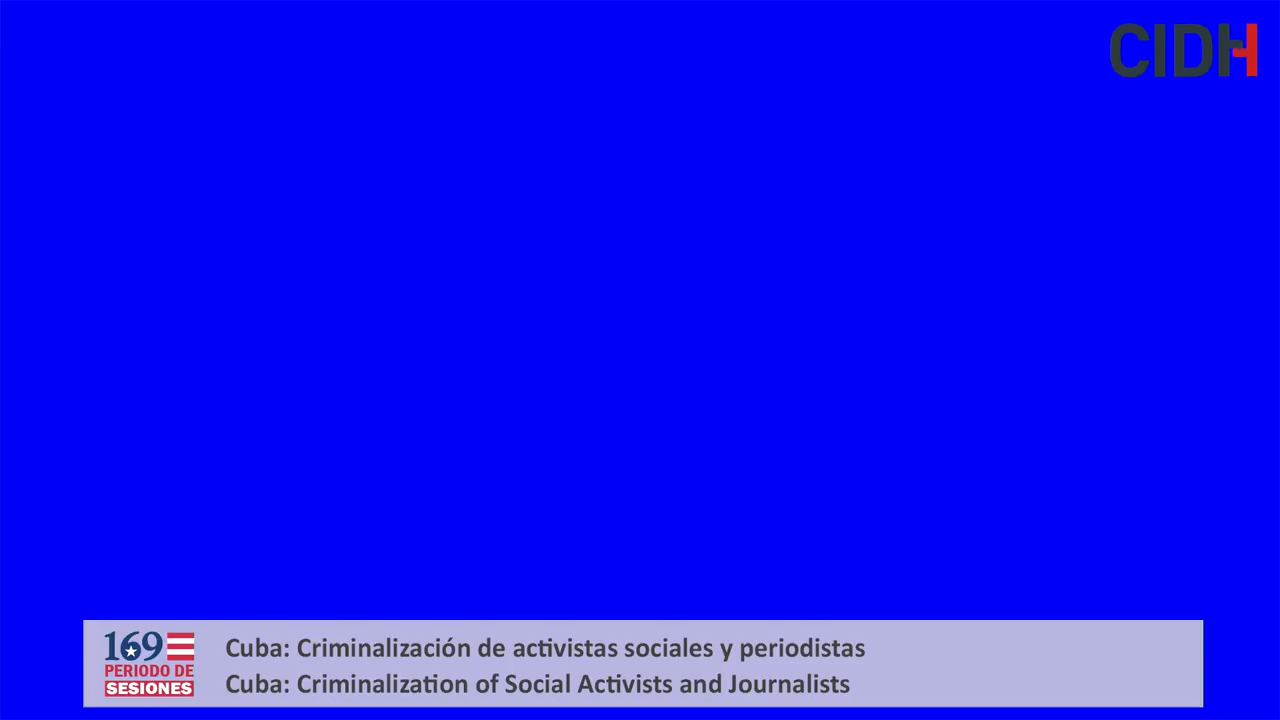 CIDH
169
PERIODO DE
SESIONES
Cuba: Criminalización de activistas sociales y periodistas
Cuba: Criminalization of Social Activists and Journalists